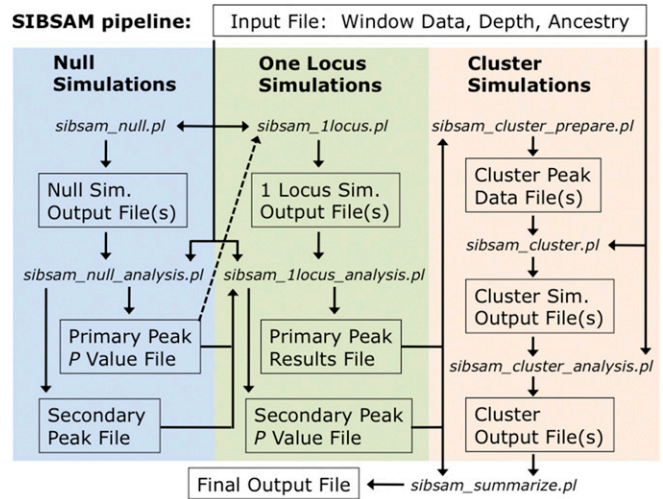 SIBSAM pipeline:
Input File: Window Data, Depth, Ancestry
Null
Simulations
sibsam_null.pl
Null Sim.
Output File(s)
sibsam_null_analysis.pl
Primary Peak
P Value File
Secondary
Peak File
One Locus
Simulations
sibsam_1locus.pl
1 Locus Sim.
Output File(s)
sibsam_1locus_analysis.pl
Primary Peak
Results File
Secondary Peak
P Value File
Cluster
Simulations
sibsam_cluster_prepare.pl
Cluster Peak
Data File(s)
sibsam_cluster.pl
Cluster Sim.
Output File(s)
sibsam_cluster_analysis.pl
Cluster
Output File(s)
Final Output File
sibsam_summarize.pl